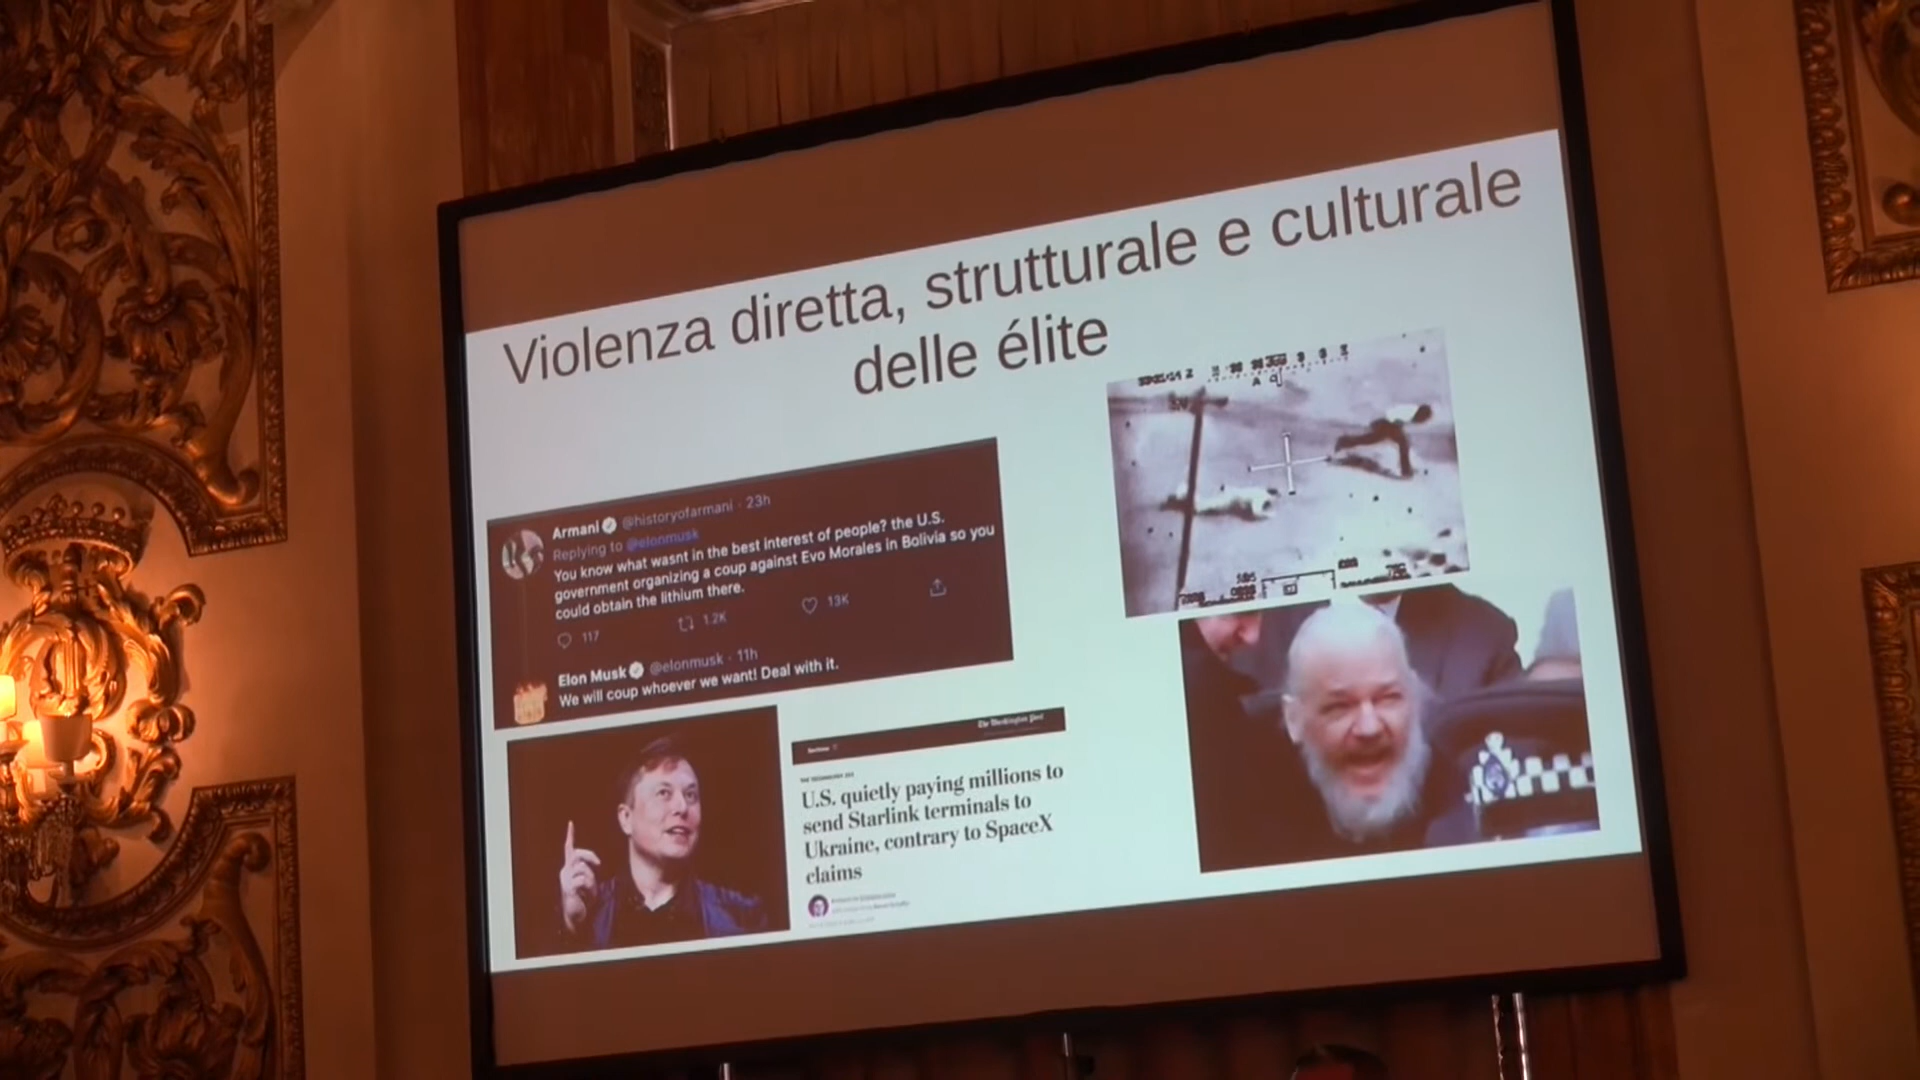 Violenza diretta, strutturale e culturale
delle élite
Armani @historyofarmani · 23h
Replying to @elonmusk
You know what wasnt in the best interest of people? the U.S.
government organizing a coup against Evo Morales in Bolivia so you
could obtain the lithium there.
117 1.2K 13K
Elon Musk @elonmusk · 11h
We will coup whoever we want! Deal with it.
The Washington Post
U.S. quietly paying millions to
send Starlink terminals to
Ukraine, contrary to SpaceX
claims